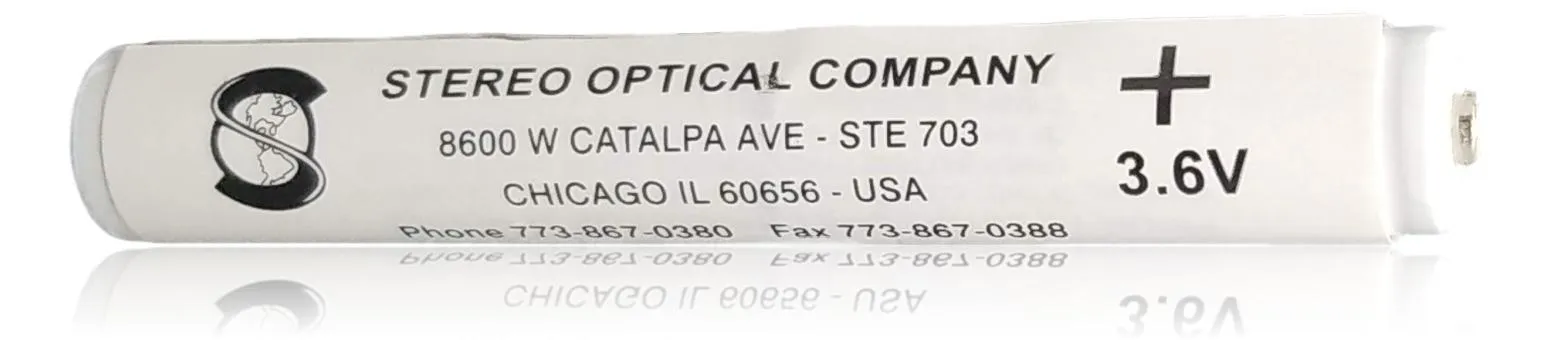 STEREO OPTICAL COMPANY
8600 W CATALPA AVE - STE 703
CHICAGO IL 60656 - USA
Phone 773-867-0380 Fax 773-867-0388
+
3.6V